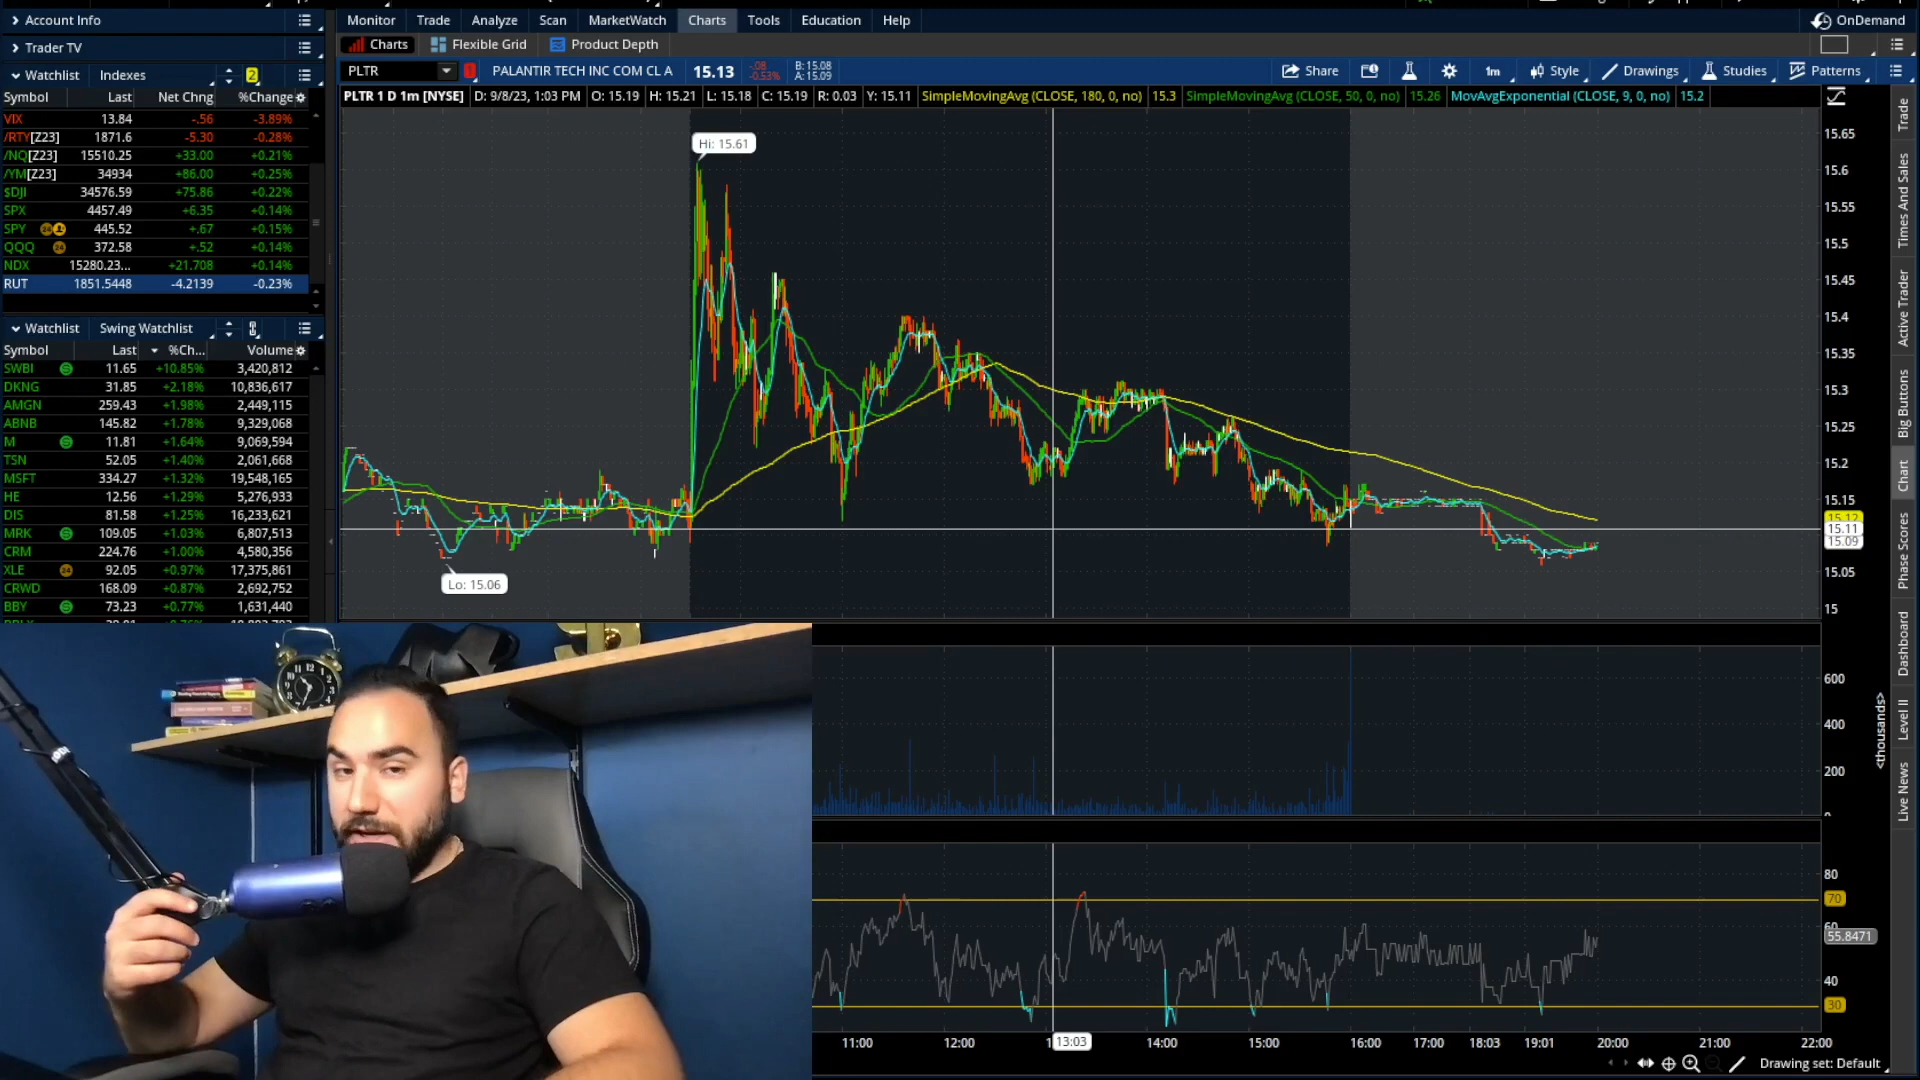 Account Info
Monitor Trade Analyze Scan MarketWatch Charts Tools Education Help OnDemand
Trader TV
Charts Flexible Grid Product Depth
Watchlist Indexes 2
PLTR 1 PALANTIR TECH INC COM CL A 15.13 -.08 -0.53% B: 15.08 A: 15.09 Share 1m Style Drawings Studies Patterns
Symbol Last Net Chng %Change
PLTR 1 D 1m [NYSE] D: 9/8/23, 1:03 PM O: 15.19 H: 15.21 L: 15.18 C: 15.19 R: 0.03 Y: 15.11 SimpleMovingAvg (CLOSE, 180, 0, no) 15.3 SimpleMovingAvg (CLOSE, 50, 0, no) 15.26 MovAvgExponential (CLOSE, 9, 0, no) 15.2
VIX 13.84 -.56 -3.89%
/RTY[Z23] 1871.6 -5.30 -0.28%
/NQ[Z23] 15510.25 +33.00 +0.21%
/YM[Z23] 34934 +86.00 +0.25%
$DJI 34576.59 +75.86 +0.22%
SPX 4457.49 +6.35 +0.14%
SPY 24 445.52 +.67 +0.15%
QQQ 24 372.58 +.52 +0.14%
NDX 15280.23... +21.708 +0.14%
RUT 1851.5448 -4.2139 -0.23%
Watchlist Swing Watchlist
Symbol Last %Ch... Volume
SWBI S 11.65 +10.85% 3,420,812
DKNG 31.85 +2.18% 10,836,617
AMGN 259.43 +1.98% 2,449,115
ABNB 145.82 +1.78% 9,329,068
M S 11.81 +1.64% 9,069,594
TSN 52.05 +1.40% 2,061,668
MSFT 334.27 +1.32% 19,548,165
HE 12.56 +1.29% 5,276,933
DIS 81.58 +1.25% 16,233,621
MRK S 109.05 +1.03% 6,807,513
CRM 224.76 +1.00% 4,580,356
XLE 24 92.05 +0.97% 17,375,861
CRWD 168.09 +0.87% 2,692,752
BBY S 73.23 +0.77% 1,631,440
Hi: 15.61
Lo: 15.06
15.65
15.6
15.55
15.5
15.45
15.4
15.35
15.3
15.25
15.2
15.15
15.12
15.11
15.09
15.05
15
600
400
200
<thousands>
80
70
60
55.8471
40
30
11:00 12:00 13:03 14:00 15:00 16:00 17:00 18:03 19:01 20:00 21:00 22:00
Drawing set: Default
Trade
Times And Sales
Active Trader
Big Buttons
Chart
Phase Scores
Dashboard
Level II
Live News